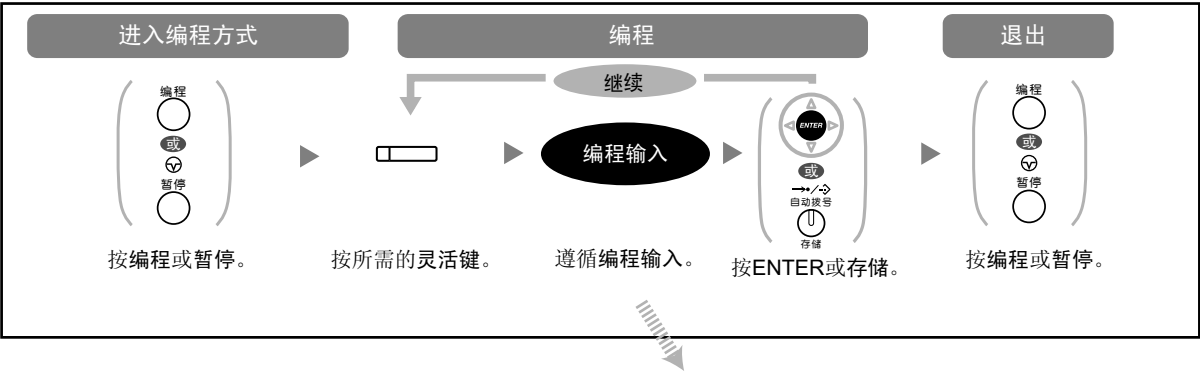 进入编程方式
编程
退出
继续
编程
或
暂停
编程输入
ENTER
或
自动拨号
存储
编程
或
暂停
按编程或暂停。
按所需的灵活键。
遵循编程输入。
按ENTER或存储。
按编程或暂停。